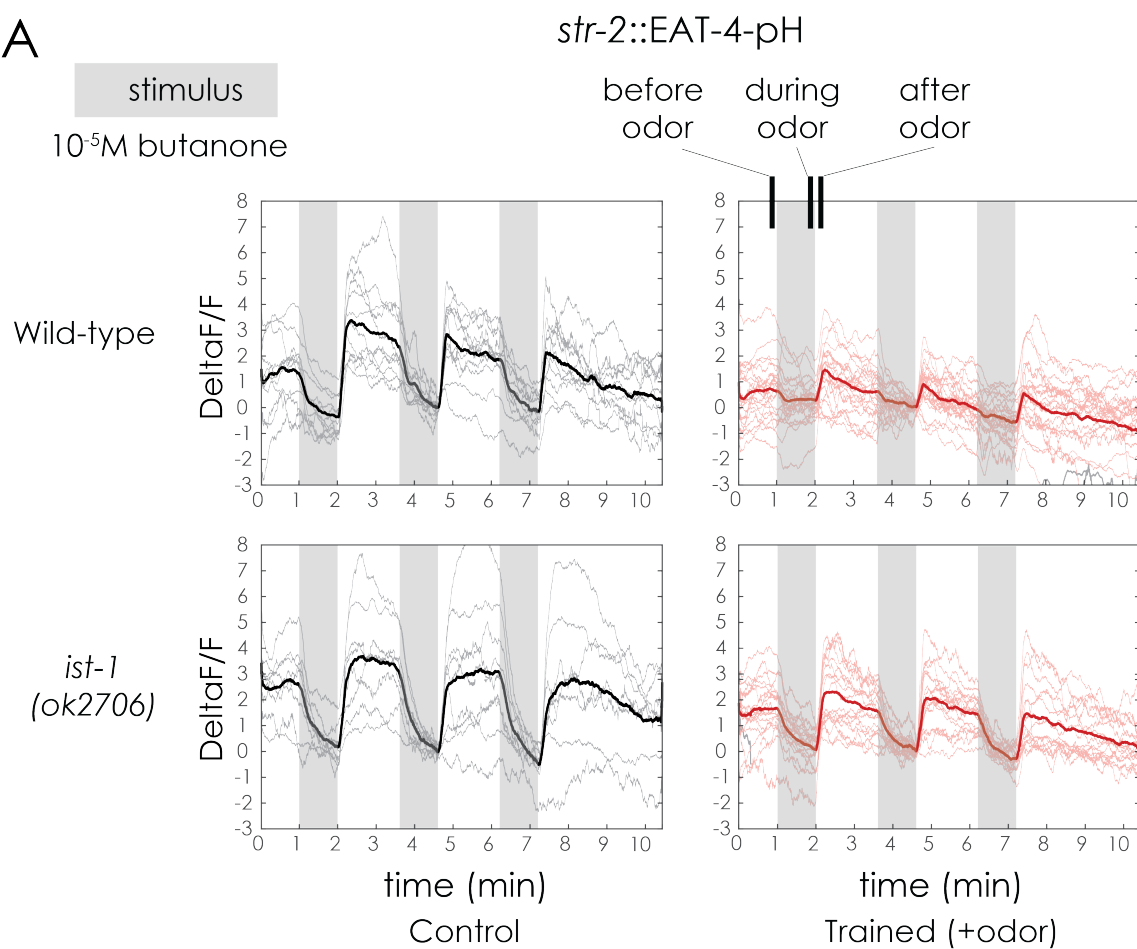 A
str-2::EAT-4-pH
stimulus
10-5M butanone
before odor
during odor
after odor
Wild-type
DeltaF/F
8
7
6
5
4
3
2
1
0
-1
-2
-3
0 1 2 3 4 5 6 7 8 9 10
8
7
6
5
4
3
2
1
0
-1
-2
-3
0 1 2 3 4 5 6 7 8 9 10
ist-1
(ok2706)
DeltaF/F
8
7
6
5
4
3
2
1
0
-1
-2
-3
0 1 2 3 4 5 6 7 8 9 10
time (min)
Control
8
7
6
5
4
3
2
1
0
-1
-2
-3
0 1 2 3 4 5 6 7 8 9 10
time (min)
Trained (+odor)